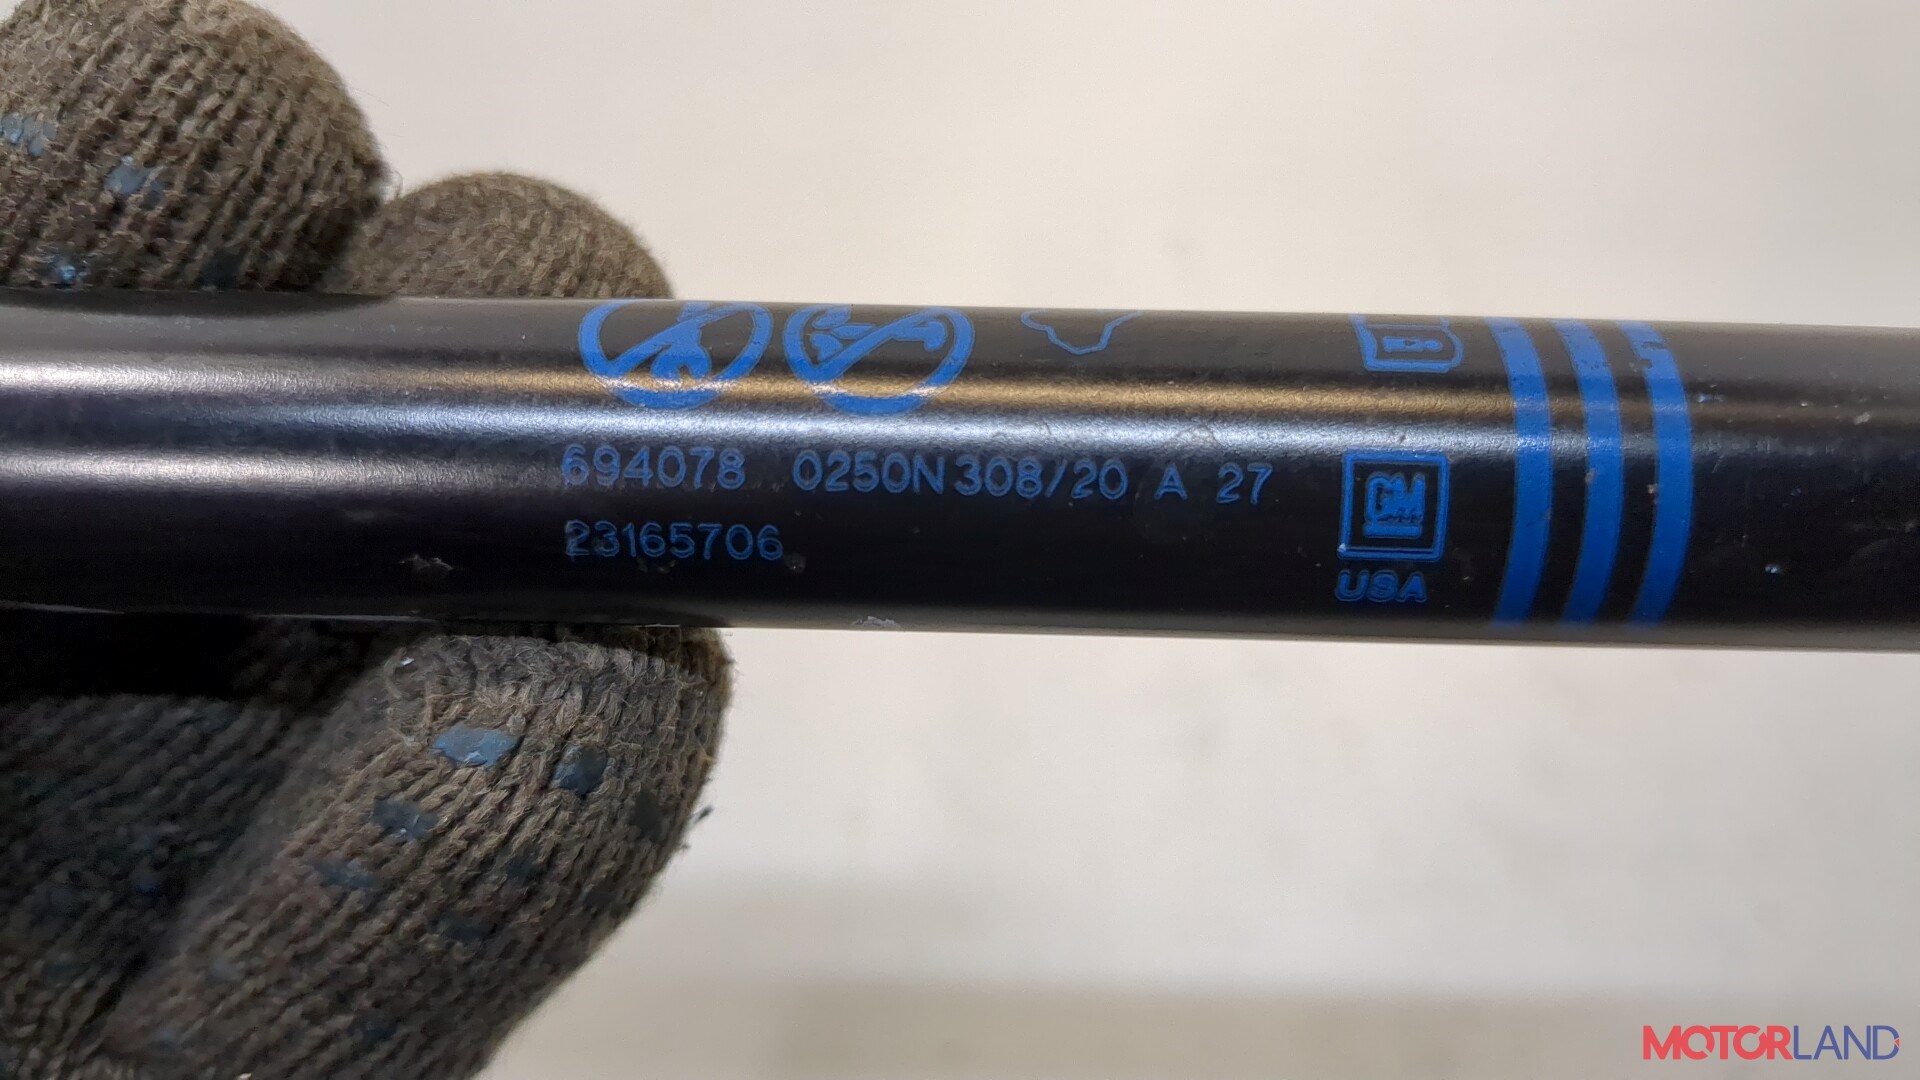 694078 0250N 308/20 A 27
23165706
GM
USA
MOTORLAND